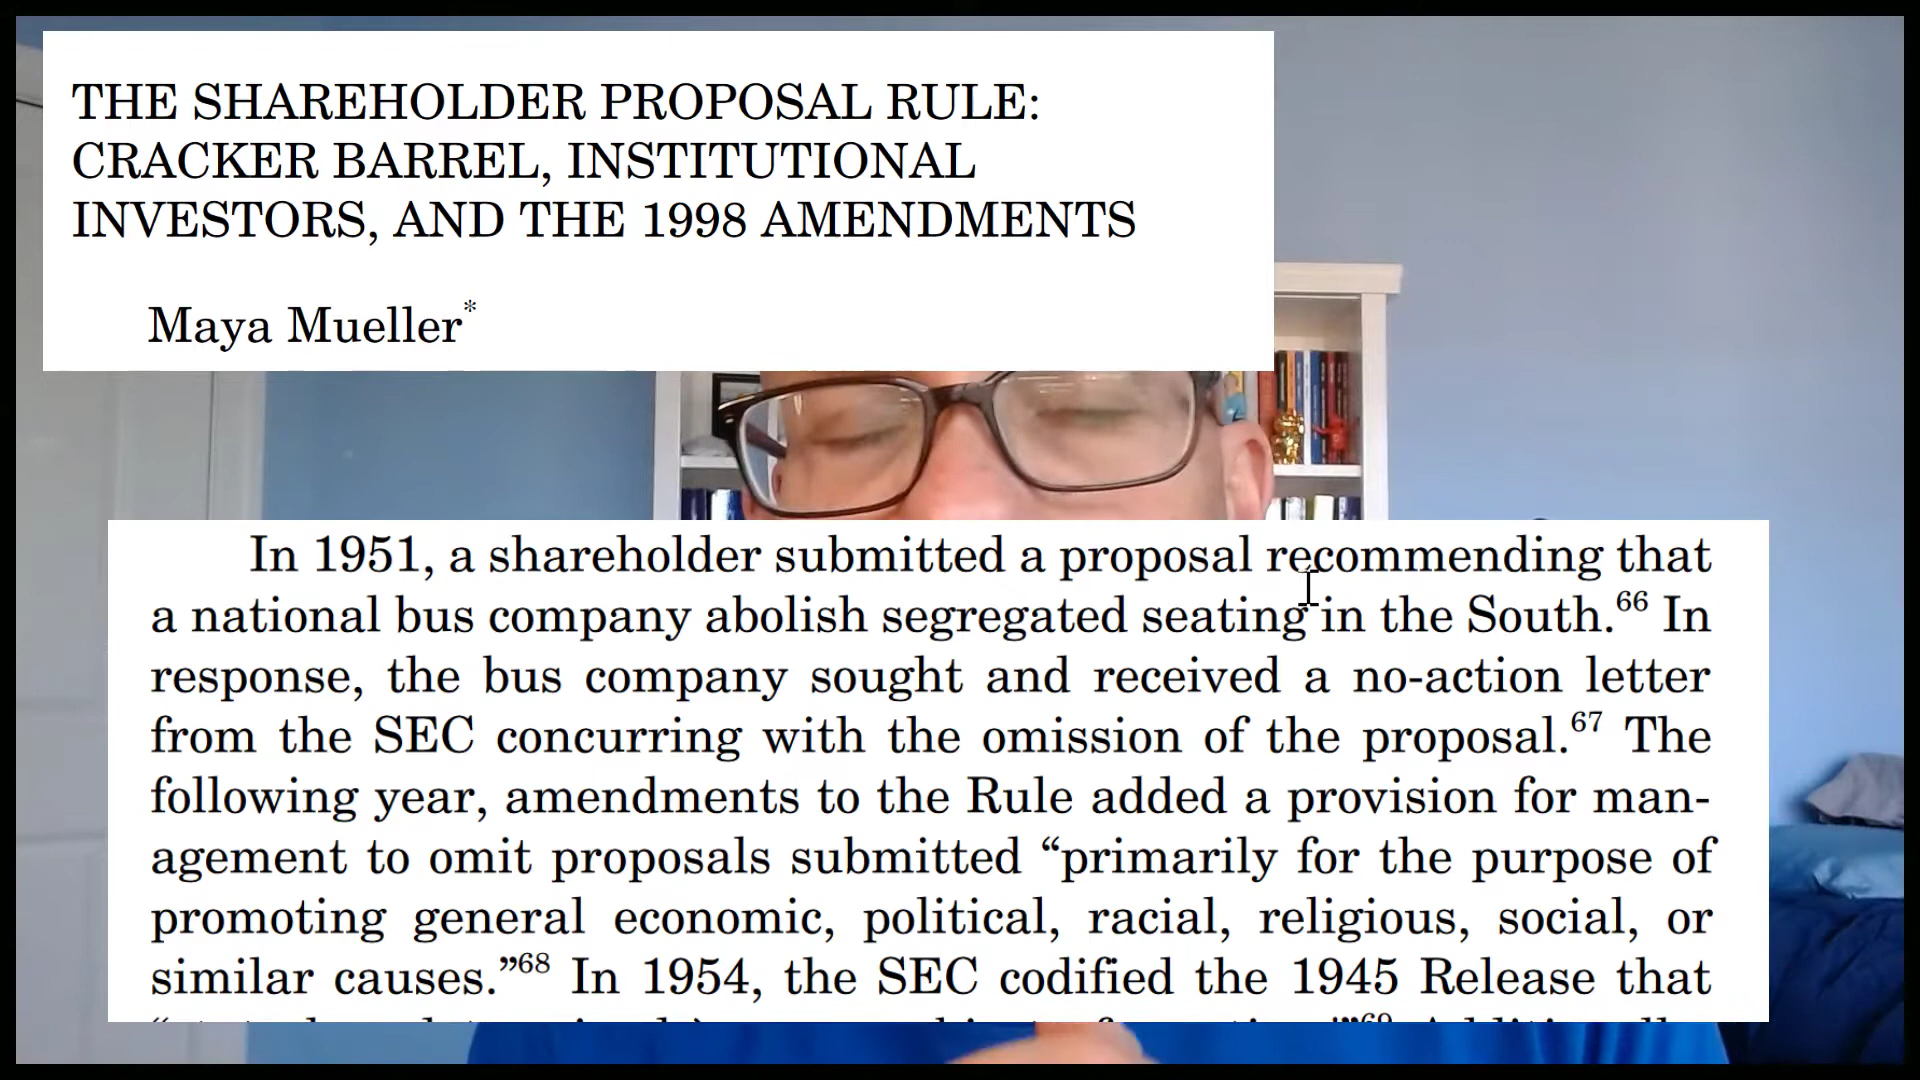 THE SHAREHOLDER PROPOSAL RULE:
CRACKER BARREL, INSTITUTIONAL
INVESTORS, AND THE 1998 AMENDMENTS
Maya Mueller*
In 1951, a shareholder submitted a proposal recommending that
a national bus company abolish segregated seating in the South.66 In
response, the bus company sought and received a no-action letter
from the SEC concurring with the omission of the proposal.67 The
following year, amendments to the Rule added a provision for man-
agement to omit proposals submitted “primarily for the purpose of
promoting general economic, political, racial, religious, social, or
similar causes.”68 In 1954, the SEC codified the 1945 Release that